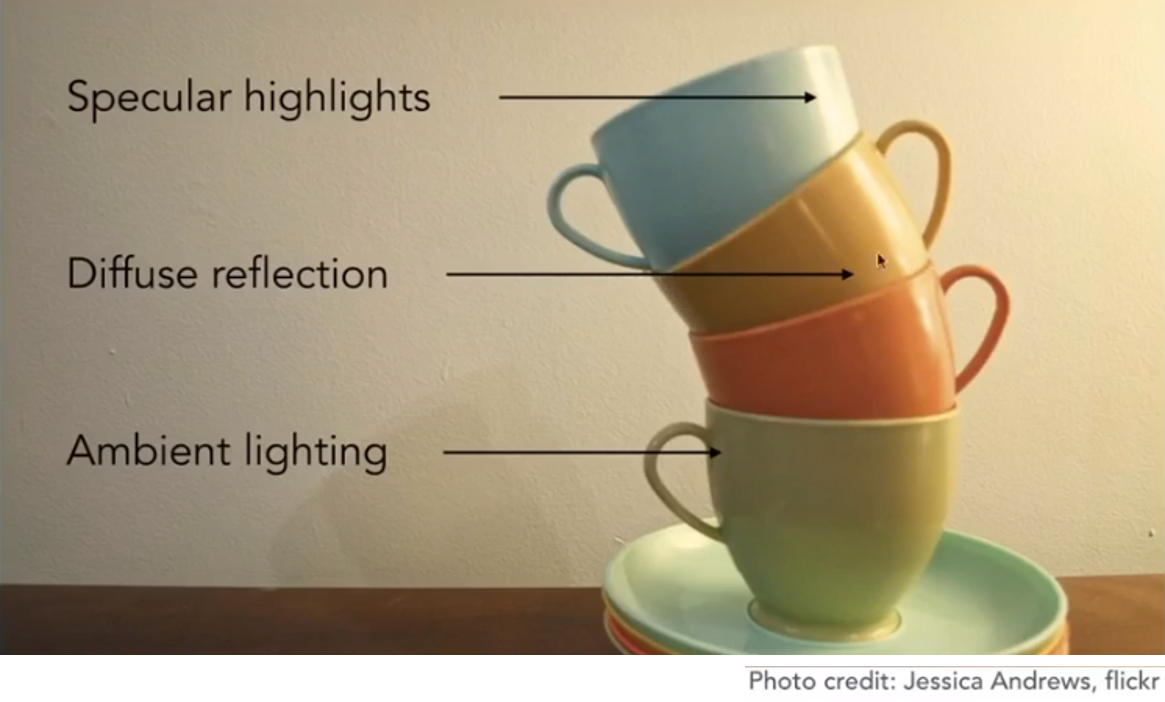 Specular highlights
Diffuse reflection
Ambient lighting
Photo credit: Jessica Andrews, flickr